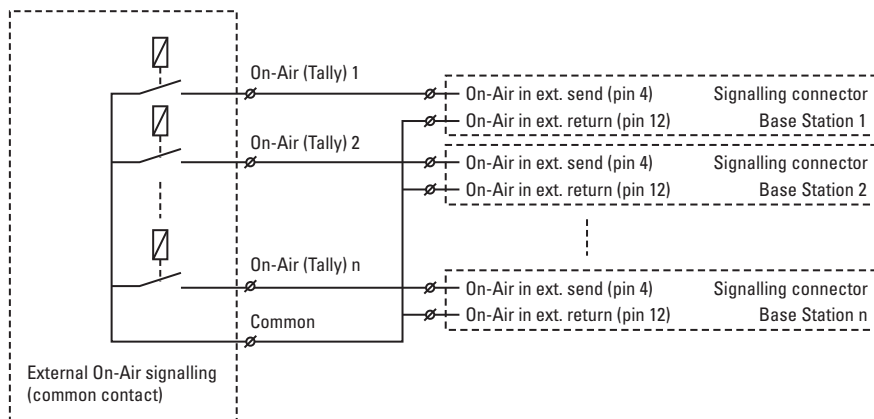 On-Air (Tally) 1
On-Air in ext. send (pin 4) Signalling connector
On-Air in ext. return (pin 12) Base Station 1
On-Air (Tally) 2
On-Air in ext. send (pin 4) Signalling connector
On-Air in ext. return (pin 12) Base Station 2
On-Air (Tally) n
On-Air in ext. send (pin 4) Signalling connector
On-Air in ext. return (pin 12) Base Station n
Common
External On-Air signalling
(common contact)